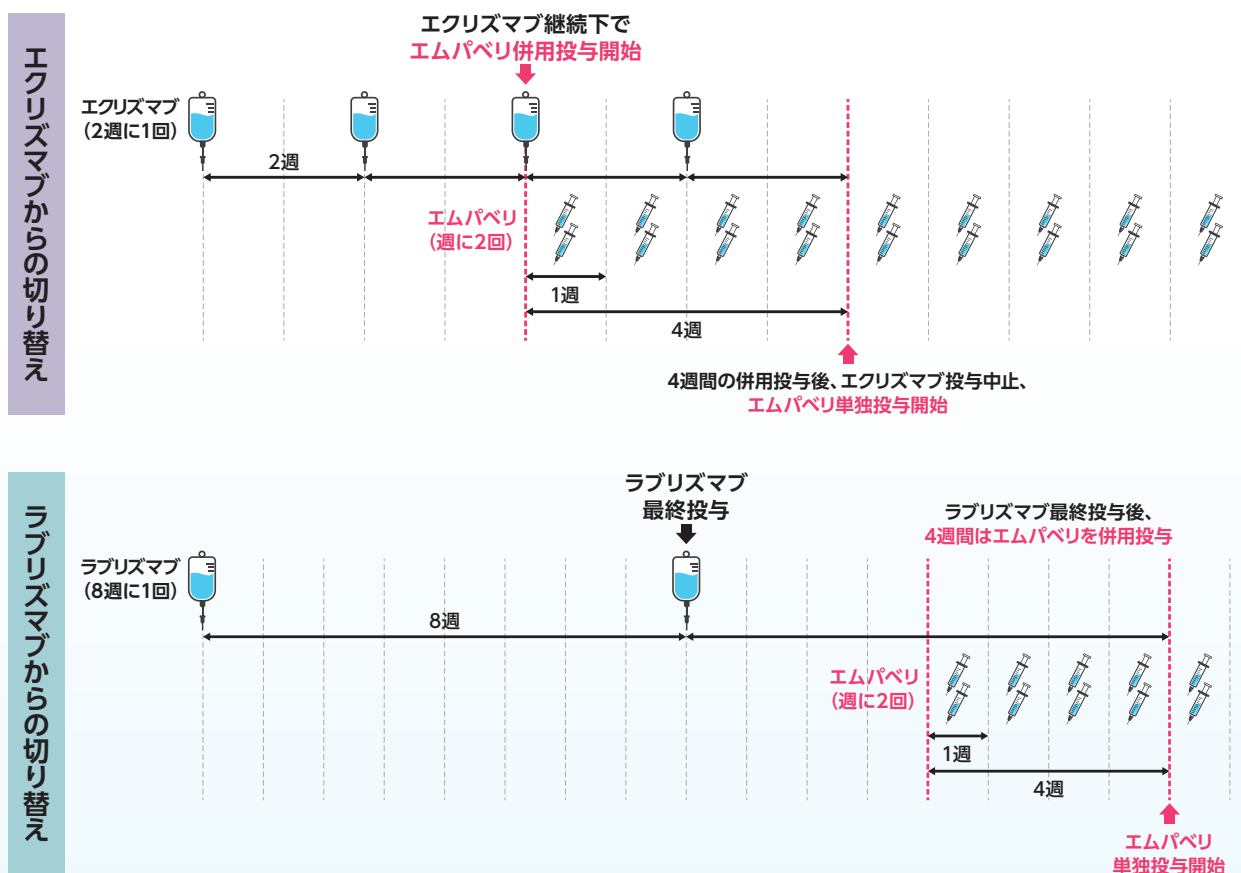 エクリズマブからの切り替え
エクリズマブ継続下で
エムパベリ併用投与開始
エクリズマブ
（2週に1回）
2週
エムパベリ
（週に2回）
1週
4週
4週間の併用投与後、エクリズマブ投与中止、
エムパベリ単独投与開始
ラブリズマブからの切り替え
ラブリズマブ
最終投与
ラブリズマブ最終投与後、
4週間はエムパベリを併用投与
ラブリズマブ
（8週に1回）
8週
エムパベリ
（週に2回）
1週
4週
エムパベリ
単独投与開始